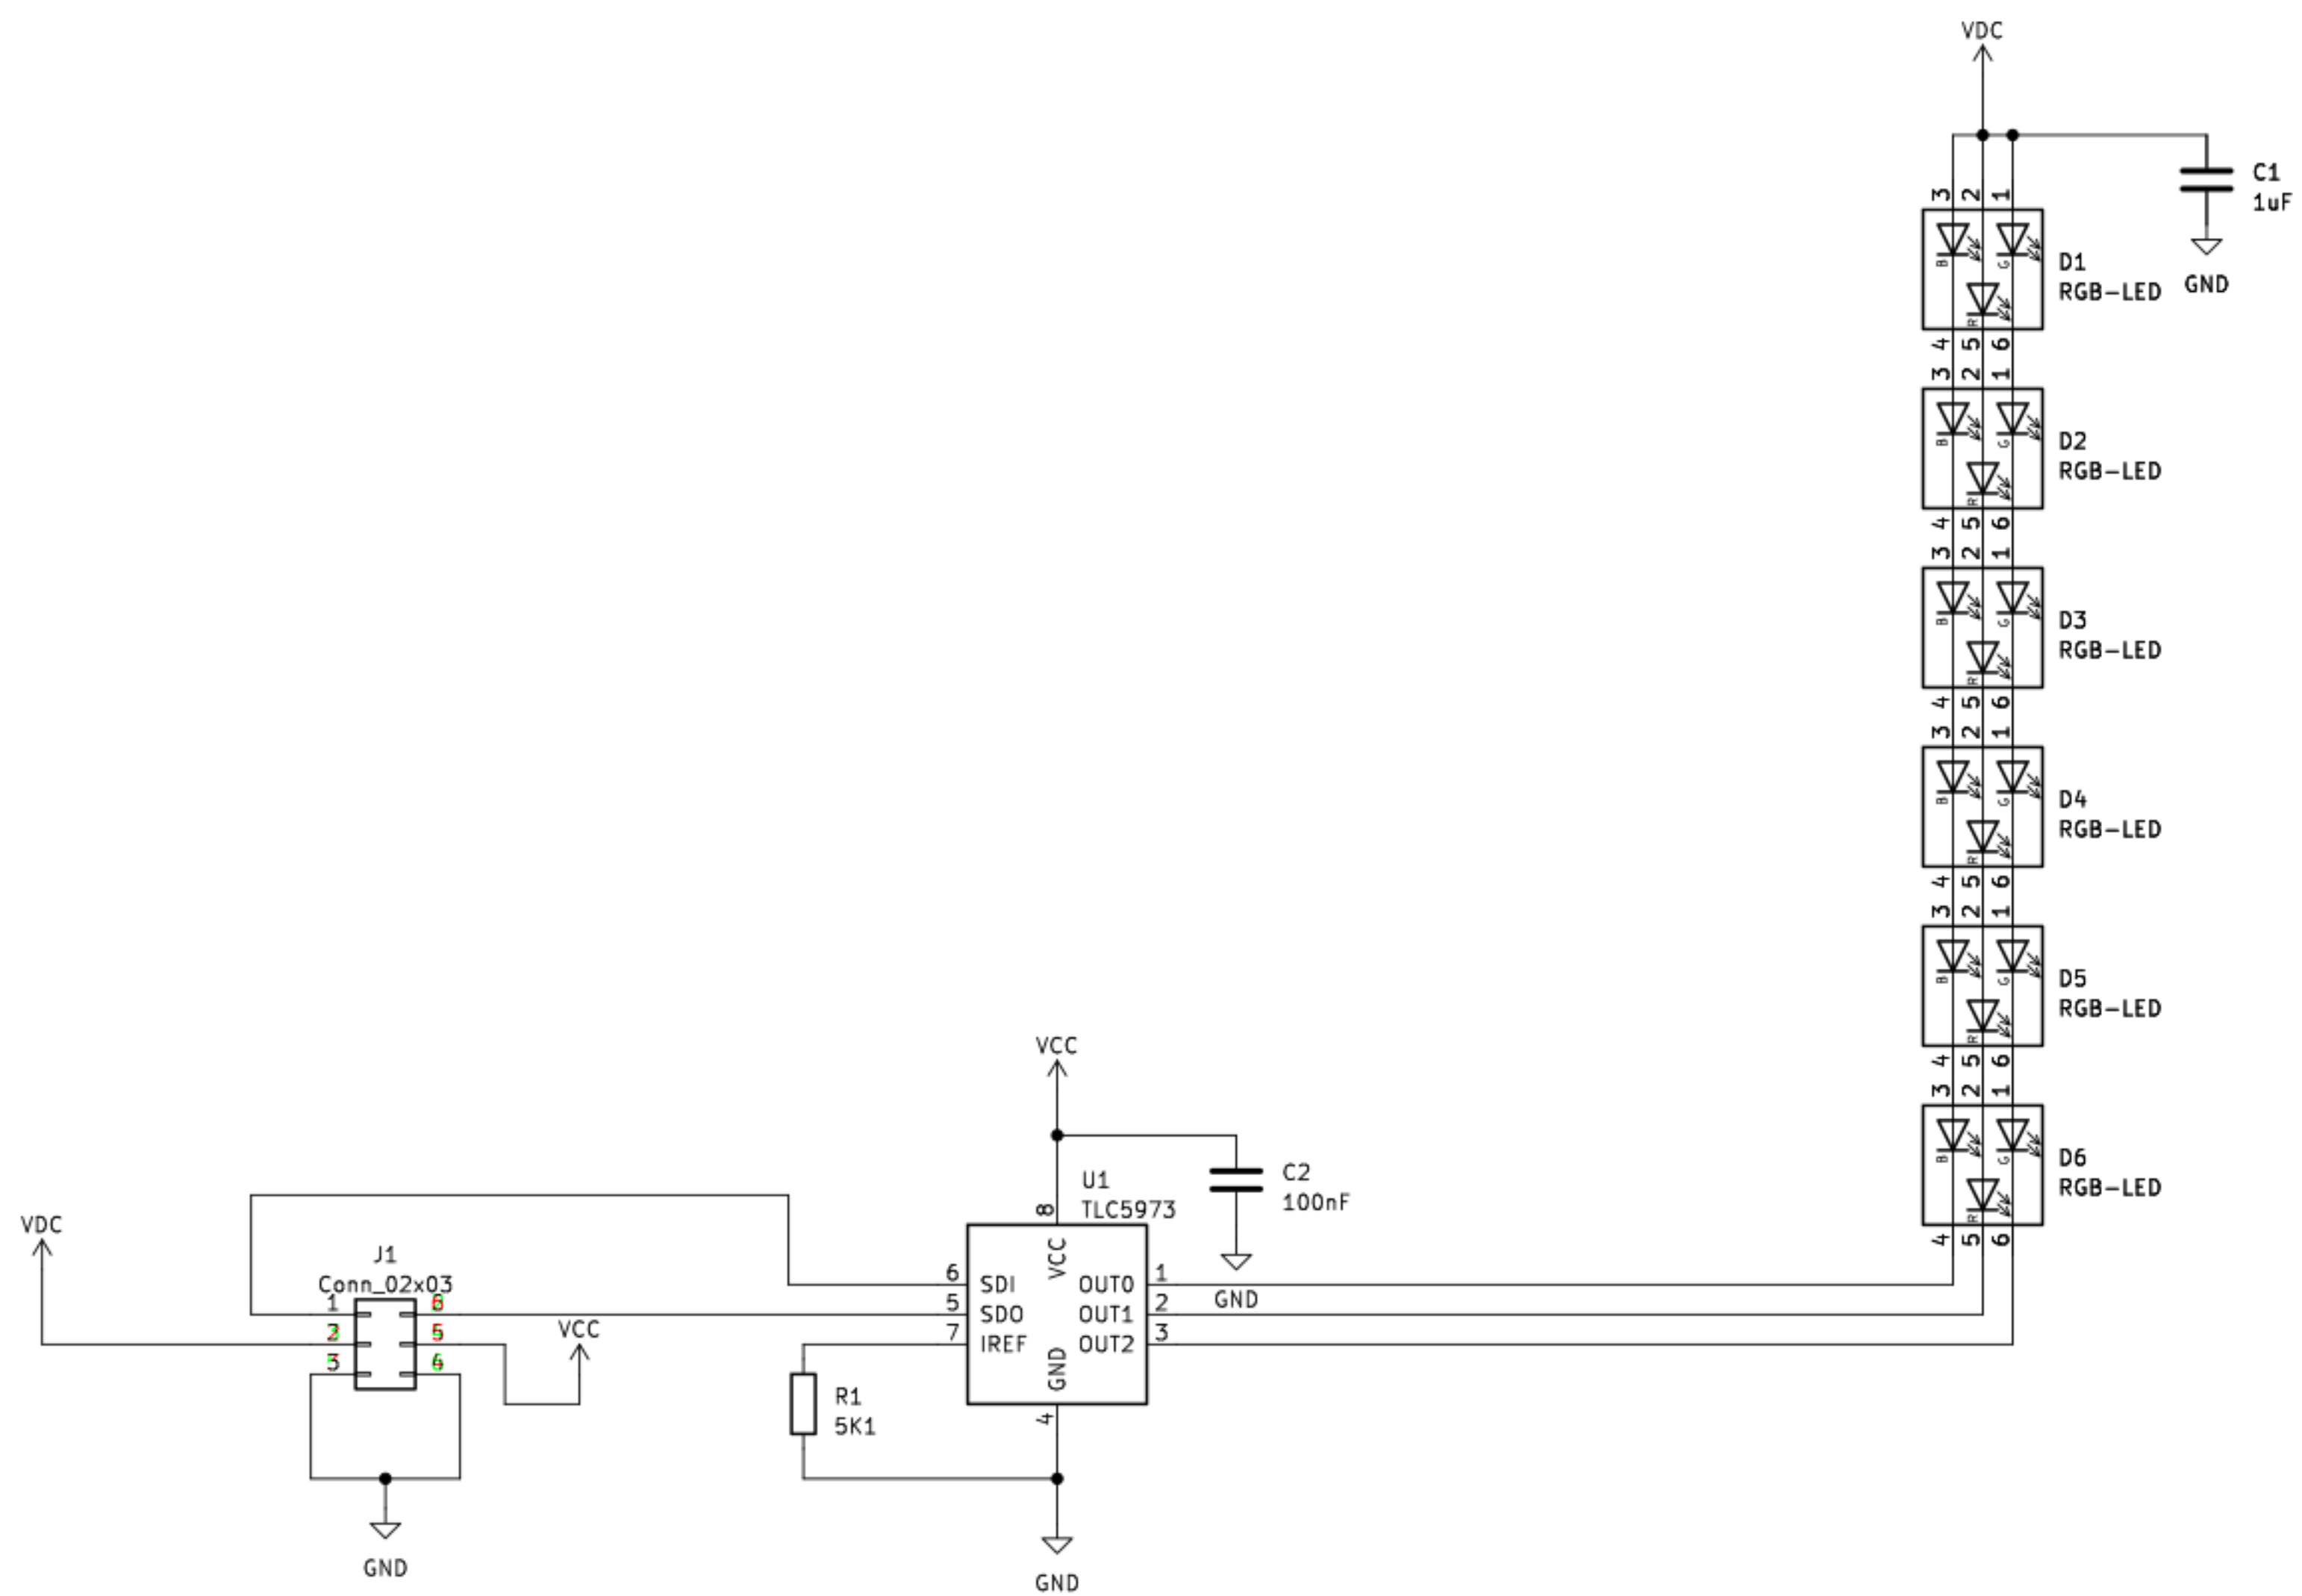 VDC
C1
1uF
GND
3 2 1
B G R
D1
RGB-LED
4 5 6
3 2 1
B G R
D2
RGB-LED
4 5 6
3 2 1
B G R
D3
RGB-LED
4 5 6
3 2 1
B G R
D4
RGB-LED
4 5 6
3 2 1
B G R
D5
RGB-LED
4 5 6
3 2 1
B G R
D6
RGB-LED
4 5 6
VCC
C2
100nF
GND
U1
TLC5973
8
VCC
6 SDI
5 SDO
7 IREF
OUT0 1
OUT1 2
OUT2 3
GND
4
R1
5K1
GND
VDC
J1
Conn_02x03
1
5
VCC
GND